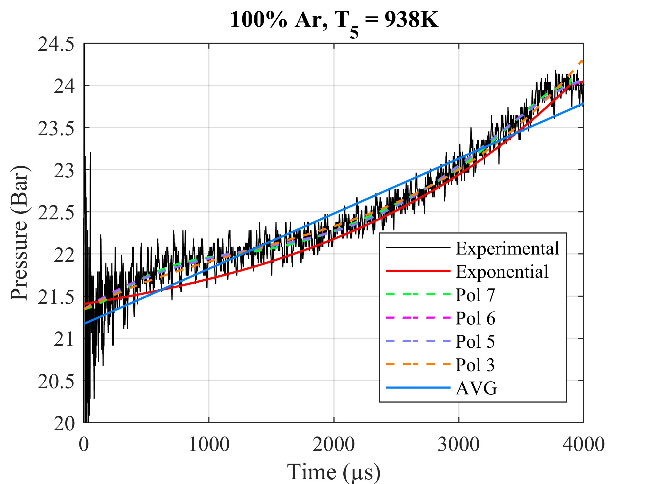 100% Ar, T5 = 938K
24.5
24
23.5
23
22.5
22
21.5
21
20.5
20
Pressure (Bar)
Experimental
Exponential
Pol 7
Pol 6
Pol 5
Pol 3
AVG
0 1000 2000 3000 4000
Time (µs)